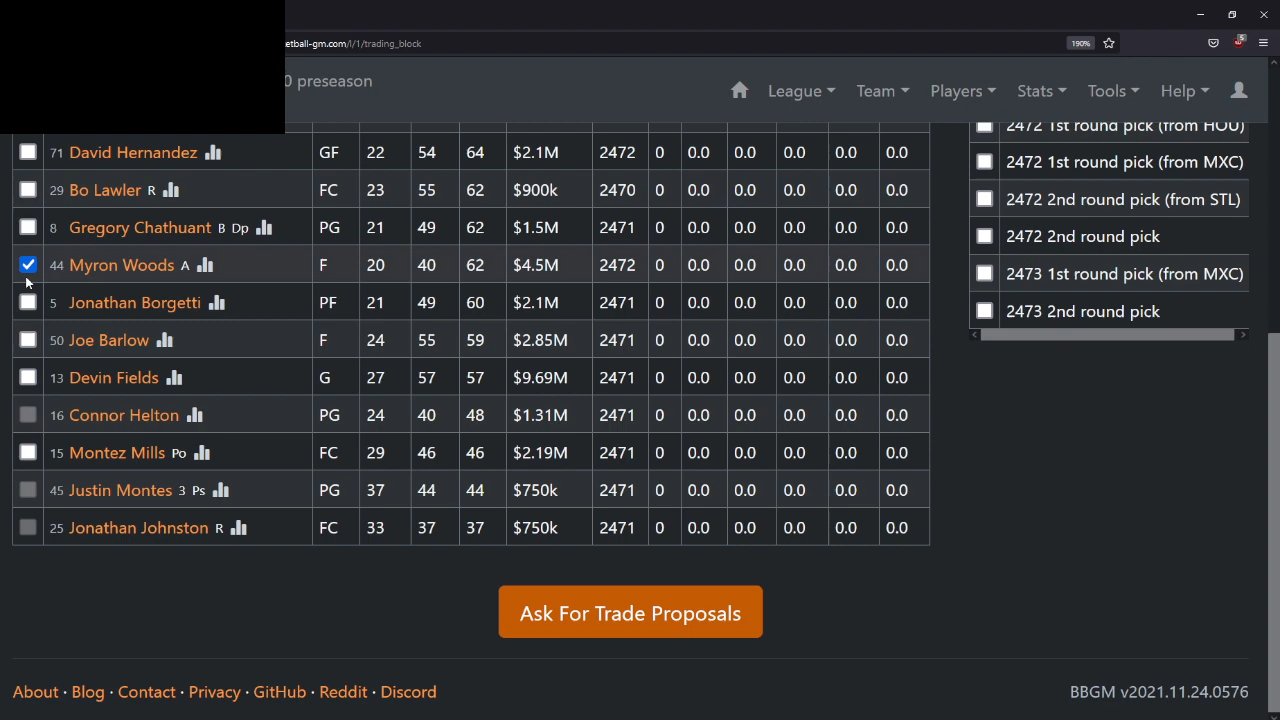 etball-gm.com/l/1/trading_block
190%
5
0 preseason
League Team Players Stats Tools Help
71 David Hernandez GF 22 54 64 $2.1M 2472 0 0.0 0.0 0.0 0.0 0.0
29 Bo Lawler R FC 23 55 62 $900k 2470 0 0.0 0.0 0.0 0.0 0.0
8 Gregory Chathuant B Dp PG 21 49 62 $1.5M 2471 0 0.0 0.0 0.0 0.0 0.0
44 Myron Woods A F 20 40 62 $4.5M 2472 0 0.0 0.0 0.0 0.0 0.0
5 Jonathan Borgetti PF 21 49 60 $2.1M 2471 0 0.0 0.0 0.0 0.0 0.0
50 Joe Barlow F 24 55 59 $2.85M 2471 0 0.0 0.0 0.0 0.0 0.0
13 Devin Fields G 27 57 57 $9.69M 2471 0 0.0 0.0 0.0 0.0 0.0
16 Connor Helton PG 24 40 48 $1.31M 2471 0 0.0 0.0 0.0 0.0 0.0
15 Montez Mills Po FC 29 46 46 $2.19M 2471 0 0.0 0.0 0.0 0.0 0.0
45 Justin Montes 3 Ps PG 37 44 44 $750k 2471 0 0.0 0.0 0.0 0.0 0.0
25 Jonathan Johnston R FC 33 37 37 $750k 2471 0 0.0 0.0 0.0 0.0 0.0
2472 1st round pick (from HOU)
2472 1st round pick (from MXC)
2472 2nd round pick (from STL)
2472 2nd round pick
2473 1st round pick (from MXC)
2473 2nd round pick
Ask For Trade Proposals
About · Blog · Contact · Privacy · GitHub · Reddit · Discord
BBGM v2021.11.24.0576